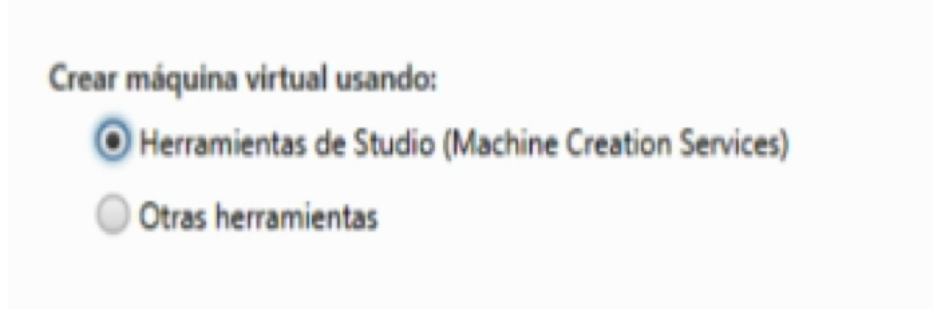 Crear máquina virtual usando:
Herramientas de Studio (Machine Creation Services)
Otras herramientas